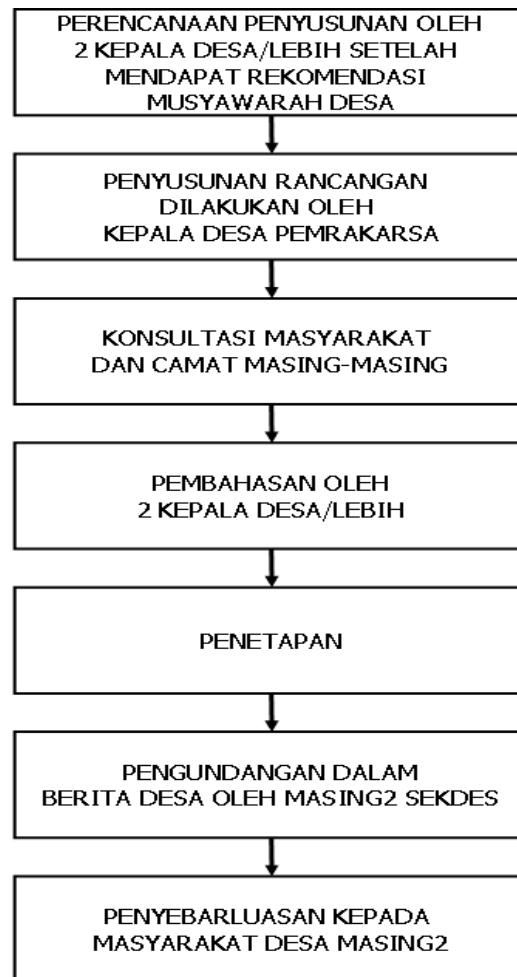 PERENCANAAN PENYUSUNAN OLEH
2 KEPALA DESA/LEBIH SETELAH
MENDAPAT REKOMENDASI
MUSYAWARAH DESA
PENYUSUNAN RANCANGAN
DILAKUKAN OLEH
KEPALA DESA PEMRAKARSA
KONSULTASI MASYARAKAT
DAN CAMAT MASING-MASING
PEMBAHASAN OLEH
2 KEPALA DESA/LEBIH
PENETAPAN
PENGUNDANGAN DALAM
BERITA DESA OLEH MASING2 SEKDES
PENYEBARLUASAN KEPADA
MASYARAKAT DESA MASING2